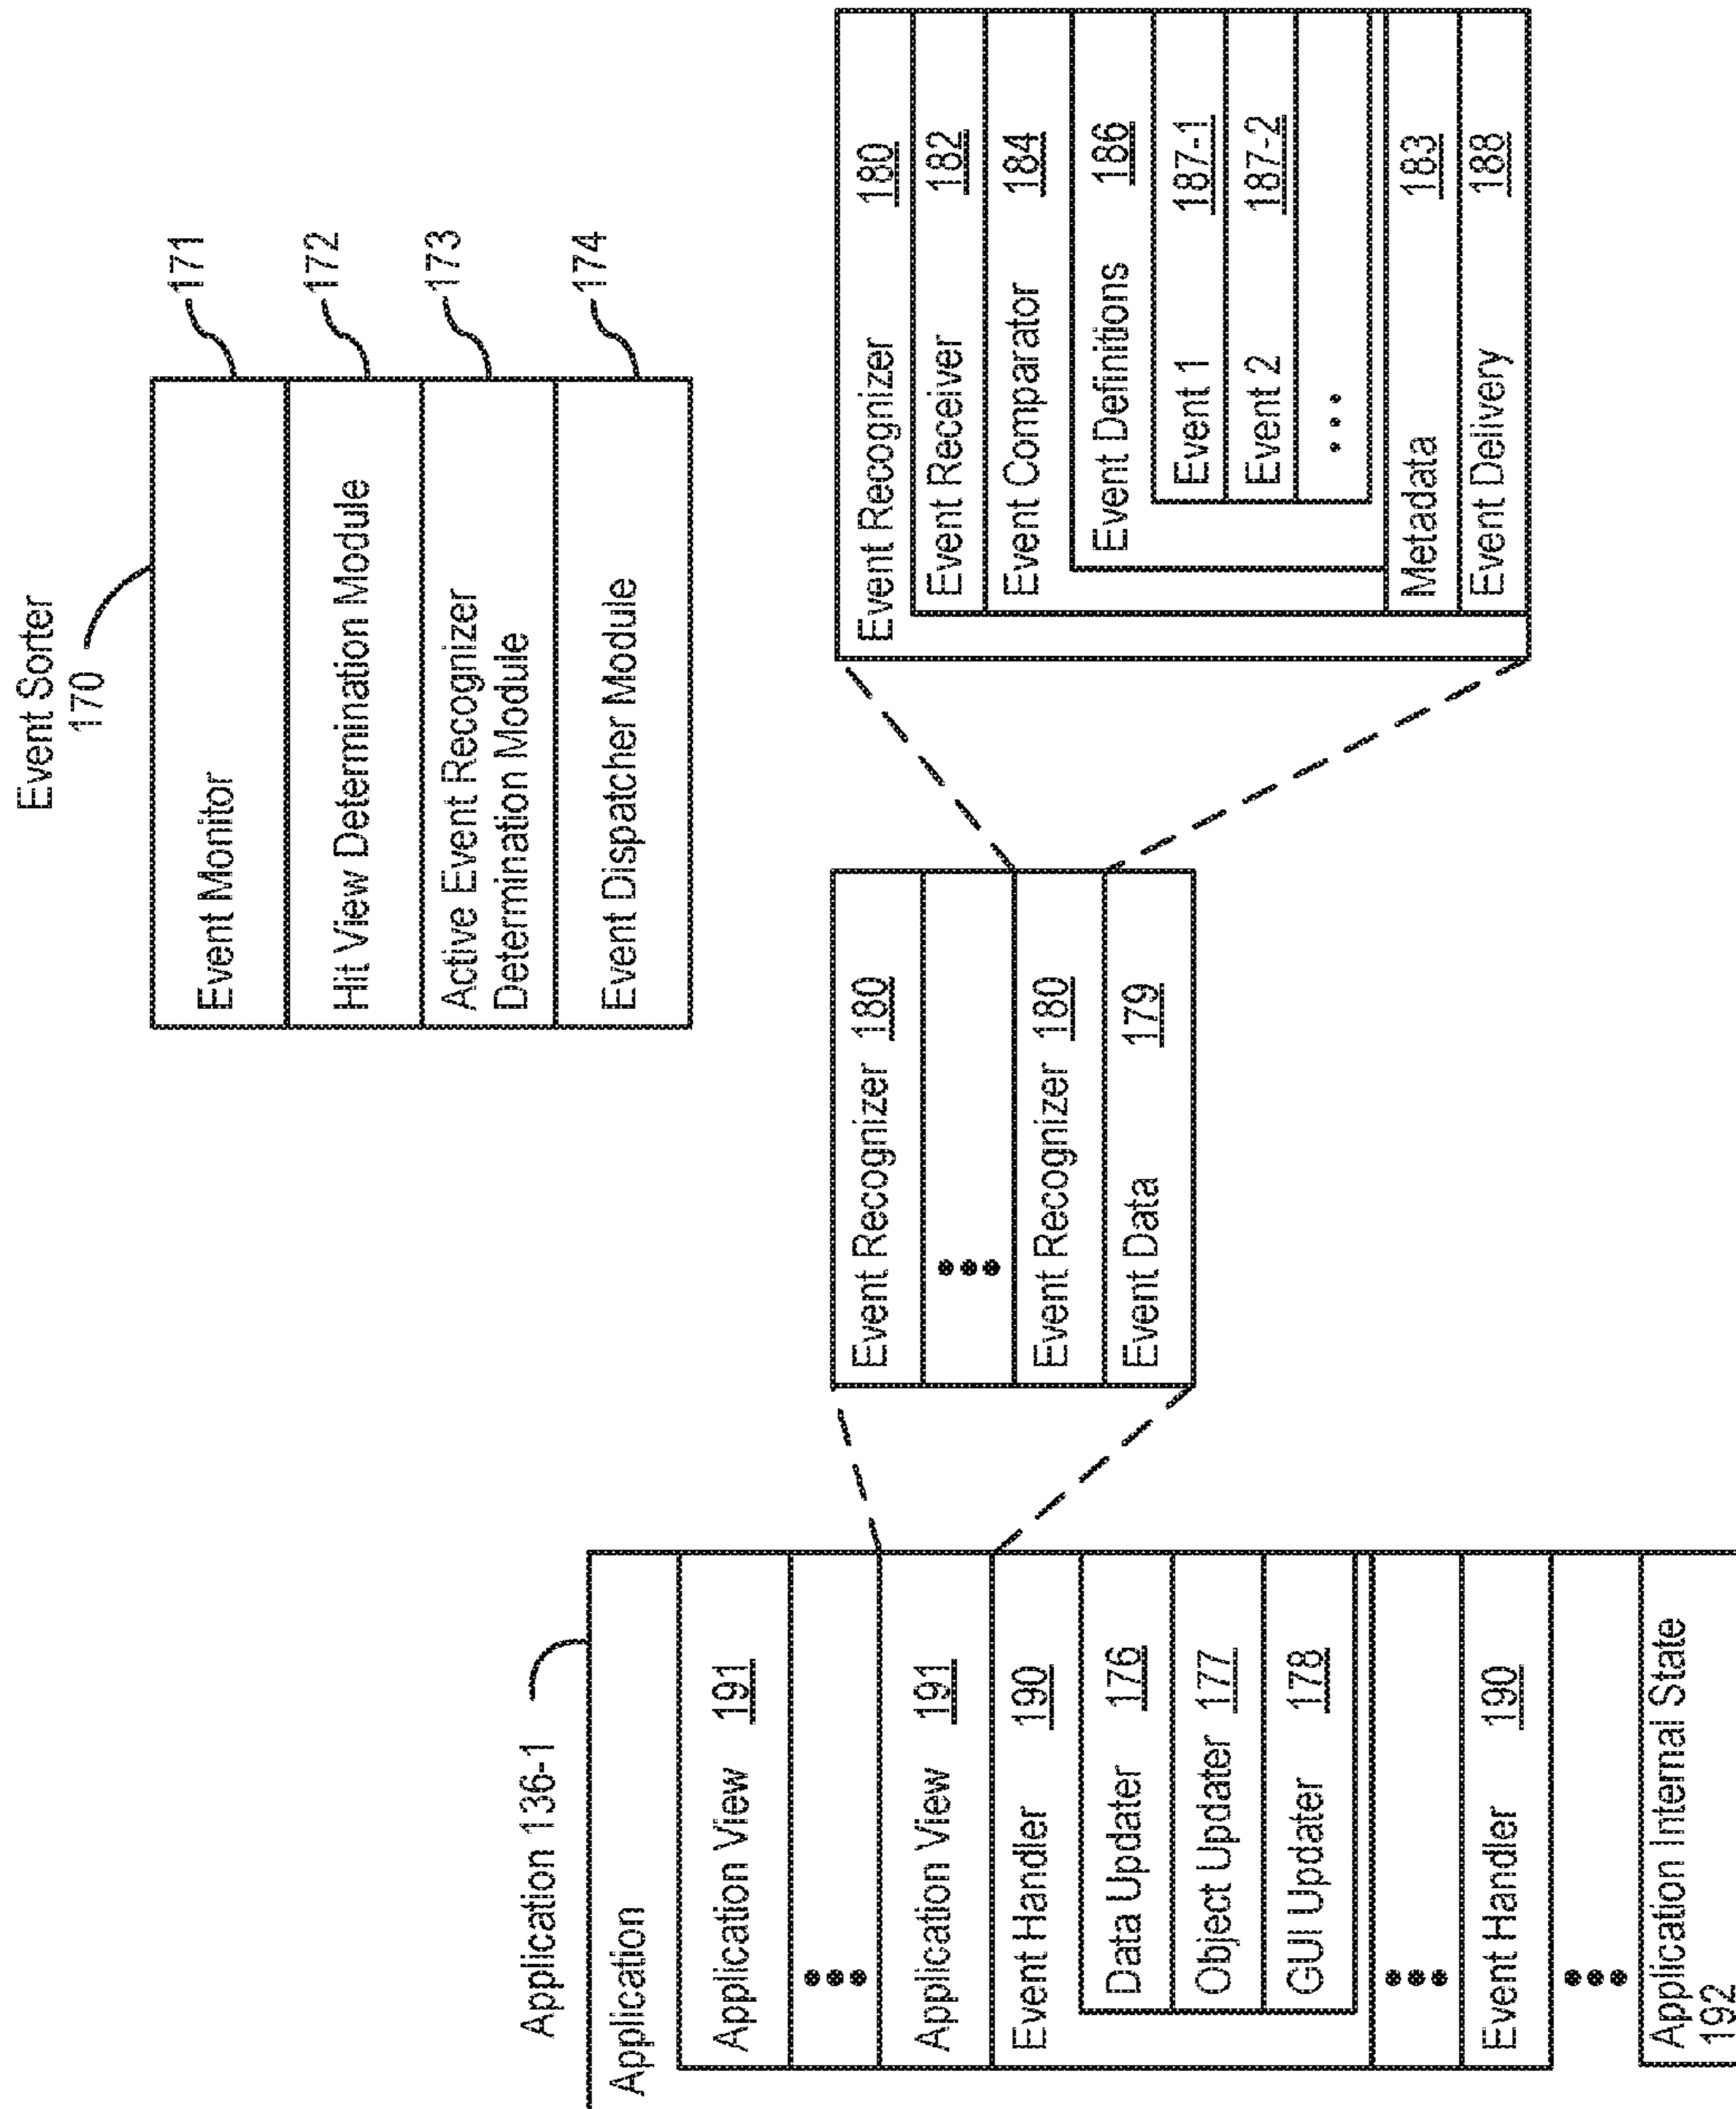 Event Sorter
170
Event Monitor
171
Hit View Determination Module
172
Active Event Recognizer
Determination Module
173
Event Dispatcher Module
174
Application 136-1
Application
Application View 191
•••
Application View 191
Event Handler 190
Data Updater 176
Object Updater 177
GUI Updater 178
•••
Event Handler 190
•••
Application Internal State
192
Event Recognizer 180
•••
Event Recognizer 180
Event Data 179
Event Recognizer 180
Event Receiver 182
Event Comparator 184
Event Definitions 186
Event 1 187-1
Event 2 187-2
•••
Metadata 183
Event Delivery 188